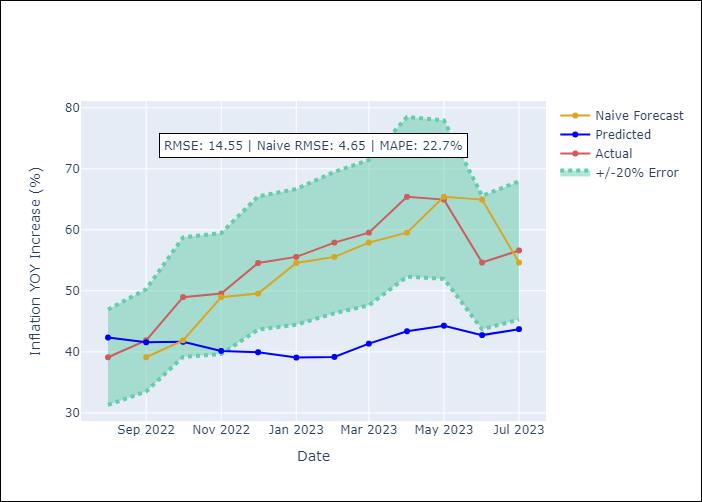 RMSE: 14.55 | Naive RMSE: 4.65 | MAPE: 22.7%
Naive Forecast
Predicted
Actual
+/-20% Error
Inflation YOY Increase (%)
80
70
60
50
40
30
Sep 2022 Nov 2022 Jan 2023 Mar 2023 May 2023 Jul 2023
Date